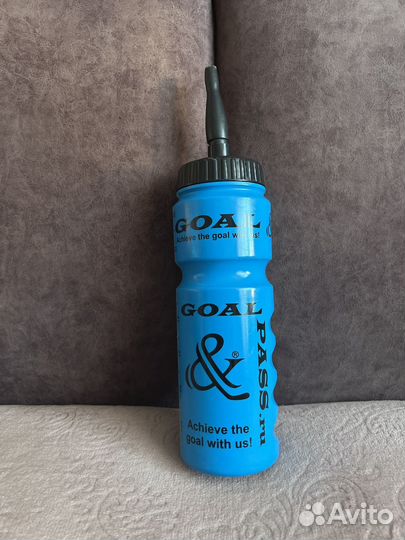 GOAL &
Achieve the goal with us!
GOAL
PASS.ru
&®
Achieve the
goal with us!
Avito